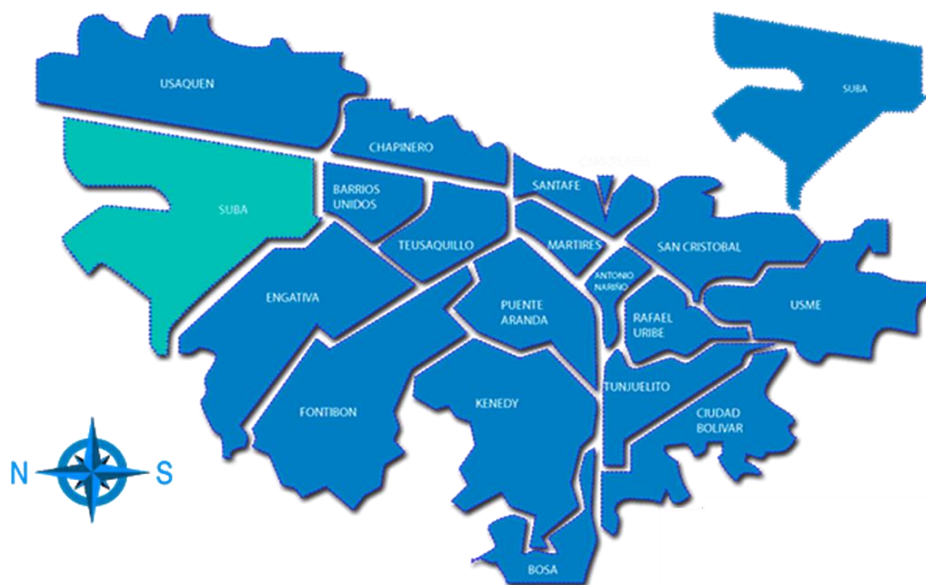 USAQUEN
SUBA
CHAPINERO
SUBA
BARRIOS
UNIDOS
SANTAFE
TEUSAQUILLO
MARTIRES
SAN CRISTOBAL
ENGATIVA
ANTONIO
NARIÑO
PUENTE
ARANDA
RAFAEL
URIBE
USME
FONTIBON
KENEDY
TUNJUELITO
CIUDAD
BOLIVAR
N
S
BOSA